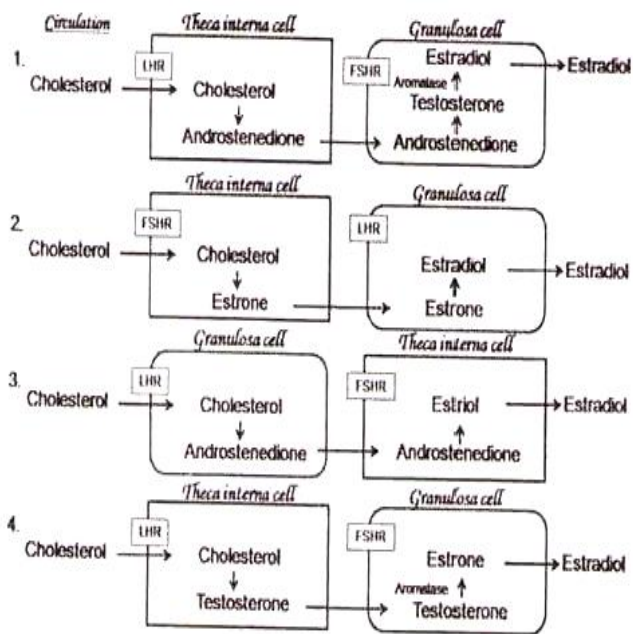 Circulation
Theca interna cell
Granulosa cell
1.
LHR
FSHR
Cholesterol
Cholesterol
Androstenedione
Estradiol
Aromatase
Testosterone
Androstenedione
Estradiol
Theca interna cell
Granulosa cell
2.
FSHR
LHR
Cholesterol
Cholesterol
Estrone
Estradiol
Estrone
Estradiol
Granulosa cell
Theca interna cell
3.
LHR
FSHR
Cholesterol
Cholesterol
Androstenedione
Estriol
Androstenedione
Estradiol
Theca interna cell
Granulosa cell
4.
LHR
FSHR
Cholesterol
Cholesterol
Testosterone
Estrone
Aromatase
Testosterone
Estradiol